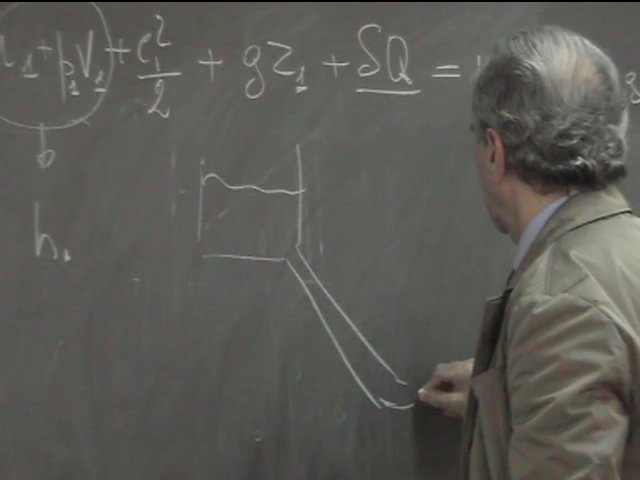 u₁+p₁V₁+c₁²/2 + gz₁ + δQ =
h₁